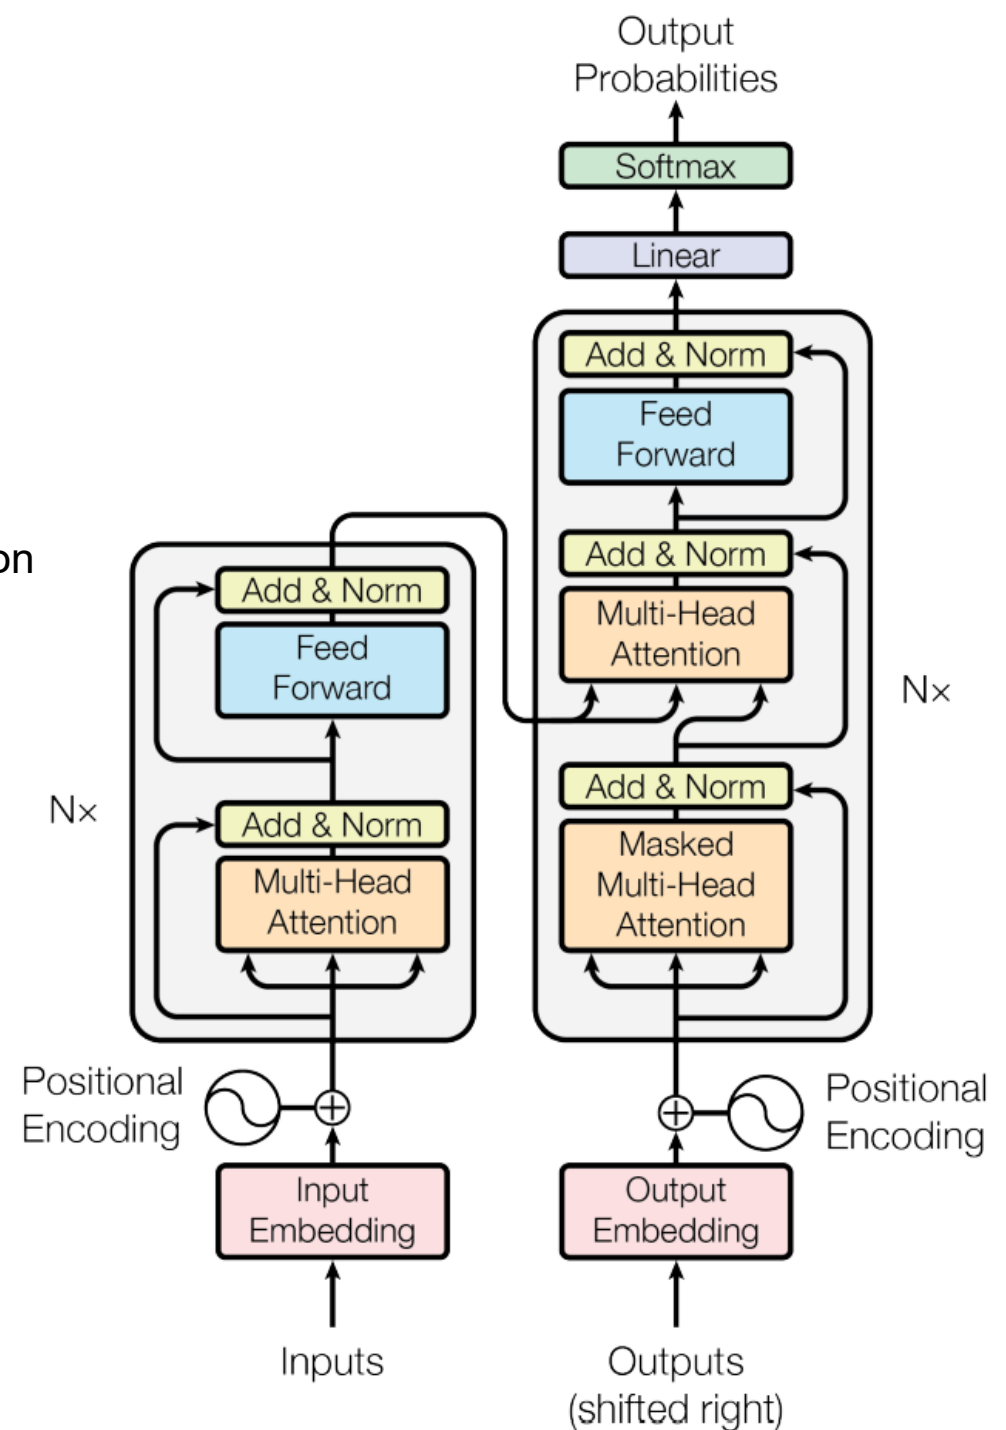 Output
Probabilities
Softmax
Linear
Add & Norm
Feed
Forward
Add & Norm
Multi-Head
Attention
Nx
Add & Norm
Masked
Multi-Head
Attention
Positional
Encoding
Output
Embedding
Outputs
(shifted right)
on
Add & Norm
Feed
Forward
Nx
Add & Norm
Multi-Head
Attention
Positional
Encoding
Input
Embedding
Inputs